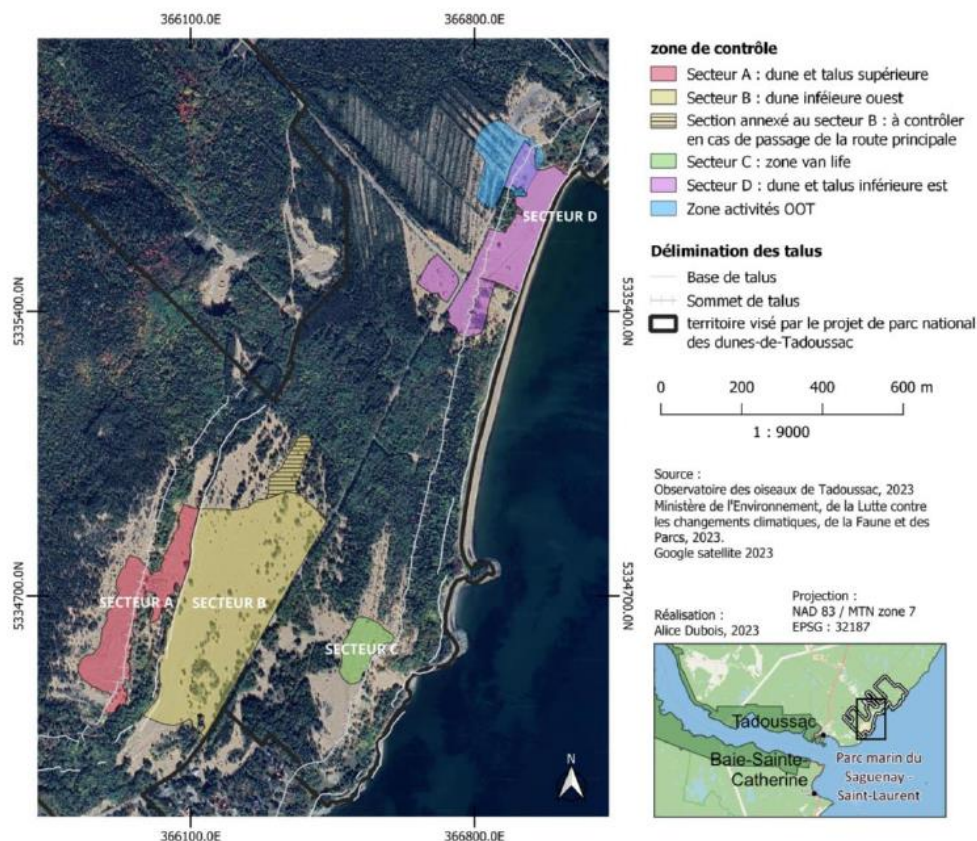 366100.0E
366800.0E
5335400.0N
5334700.0N
SECTEUR D
SECTEUR A
SECTEUR B
SECTEUR C
N
5335400.0N
5334700.0N
366100.0E
366800.0E
zone de contrôle
Secteur A : dune et talus supérieure
Secteur B : dune inféieure ouest
Section annexé au secteur B : à contrôler
en cas de passage de la route principale
Secteur C : zone van life
Secteur D : dune et talus inférieure est
Zone activités OOT
Délimination des talus
Base de talus
Sommet de talus
territoire visé par le projet de parc national
des dunes-de-Tadoussac
0 200 400 600 m
1 : 9000
Source :
Observatoire des oiseaux de Tadoussac, 2023
Ministère de l'Environnement, de la Lutte contre
les changements climatiques, de la Faune et des
Parcs, 2023.
Google satellite 2023
Réalisation :
Alice Dubois, 2023
Projection :
NAD 83 / MTN zone 7
EPSG : 32187
Tadoussac
Baie-Sainte-
Catherine
Parc marin du
Saguenay -
Saint-Laurent